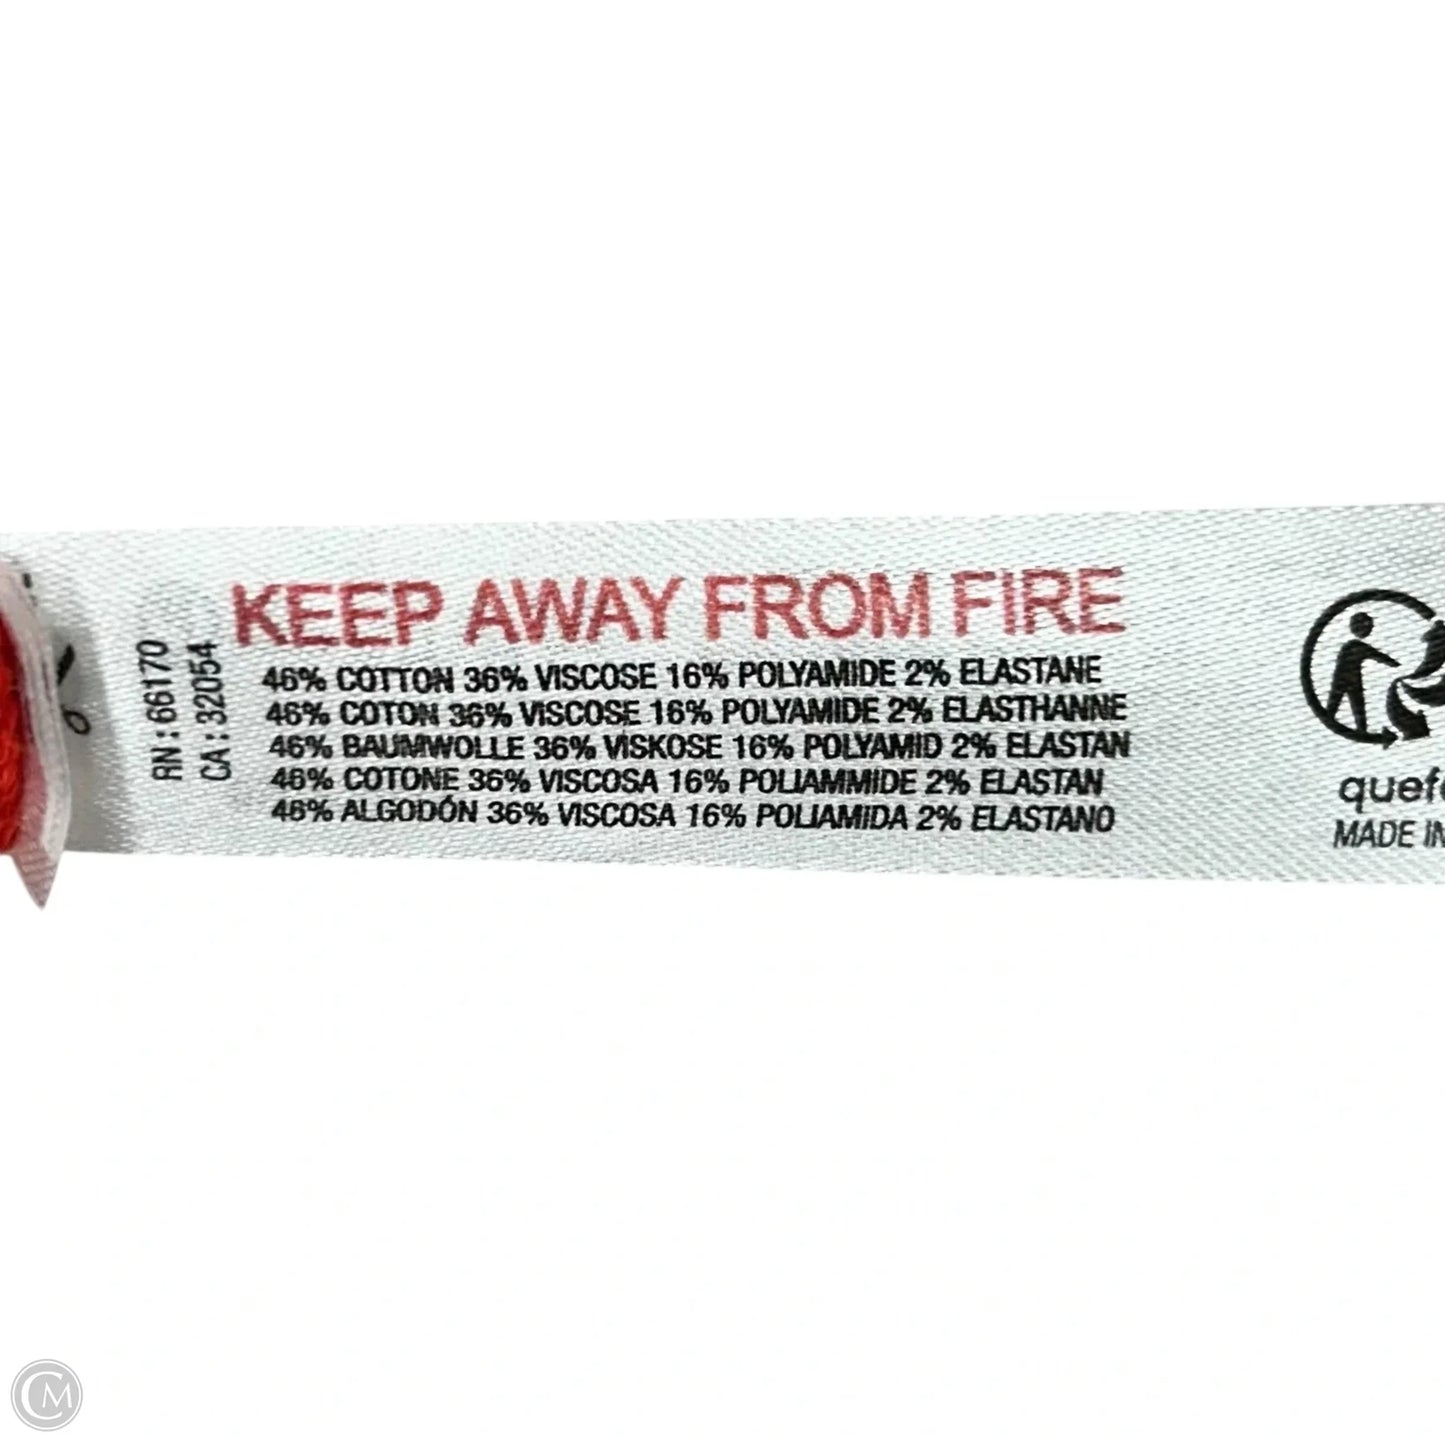 RN:66170
CA:32054
KEEP AWAY FROM FIRE
46% COTTON 36% VISCOSE 16% POLYAMIDE 2% ELASTANE
46% COTON 36% VISCOSE 16% POLYAMIDE 2% ELASTHANNE
46% BAUMWOLLE 36% VISKOSE 16% POLYAMID 2% ELASTAN
46% COTONE 36% VISCOSA 16% POLIAMMIDE 2% ELASTAN
46% ALGODÓN 36% VISCOSA 16% POLIAMIDA 2% ELASTANO
MADE IN
CM